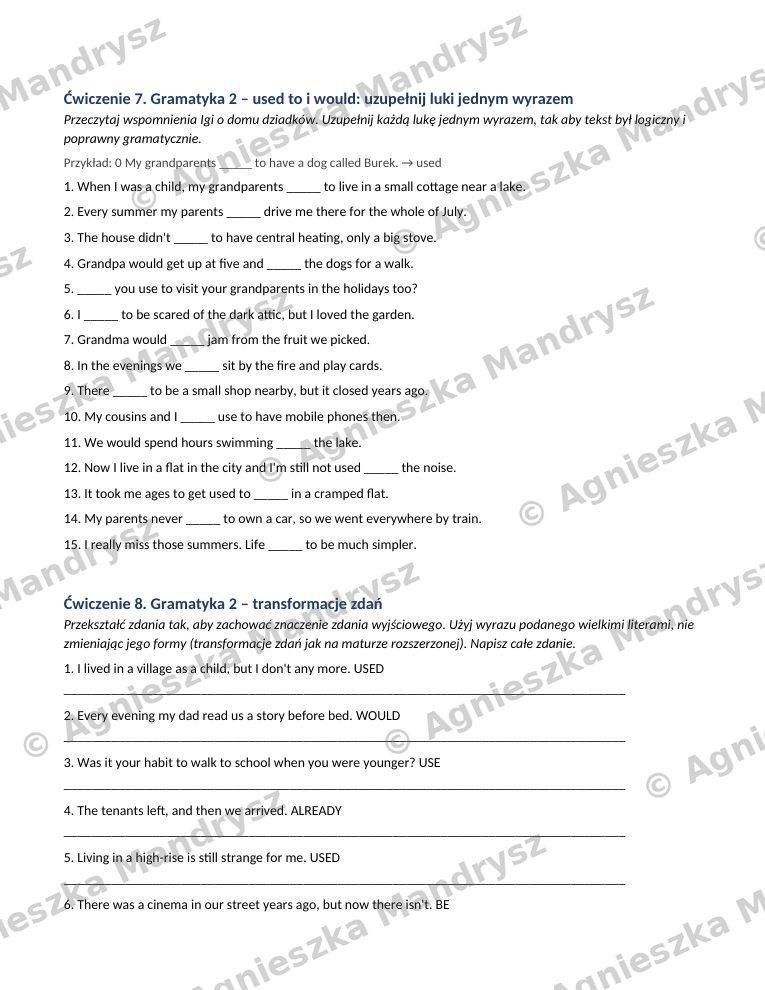 Ćwiczenie 7. Gramatyka 2 – used to i would: uzupełnij luki jednym wyrazem
Przeczytaj wspomnienia Igi o domu dziadków. Uzupełnij każdą lukę jednym wyrazem, tak aby tekst był logiczny i
poprawny gramatycznie.
Przykład: 0 My grandparents _____ to have a dog called Burek. → used
1. When I was a child, my grandparents _____ to live in a small cottage near a lake.
2. Every summer my parents _____ drive me there for the whole of July.
3. The house didn't _____ to have central heating, only a big stove.
4. Grandpa would get up at five and _____ the dogs for a walk.
5. _____ you use to visit your grandparents in the holidays too?
6. I _____ to be scared of the dark attic, but I loved the garden.
7. Grandma would _____ jam from the fruit we picked.
8. In the evenings we _____ sit by the fire and play cards.
9. There _____ to be a small shop nearby, but it closed years ago.
10. My cousins and I _____ use to have mobile phones then.
11. We would spend hours swimming _____ the lake.
12. Now I live in a flat in the city and I'm still not used _____ the noise.
13. It took me ages to get used to _____ in a cramped flat.
14. My parents never _____ to own a car, so we went everywhere by train.
15. I really miss those summers. Life _____ to be much simpler.
Ćwiczenie 8. Gramatyka 2 – transformacje zdań
Przekształć zdania tak, aby zachować znaczenie zdania wyjściowego. Użyj wyrazu podanego wielkimi literami, nie
zmieniając jego formy (transformacje zdań jak na maturze rozszerzonej). Napisz całe zdanie.
1. I lived in a village as a child, but I don't any more. USED
2. Every evening my dad read us a story before bed. WOULD
3. Was it your habit to walk to school when you were younger? USE
4. The tenants left, and then we arrived. ALREADY
5. Living in a high-rise is still strange for me. USED
6. There was a cinema in our street years ago, but now there isn't. BE
© Agnieszka Mandrysz